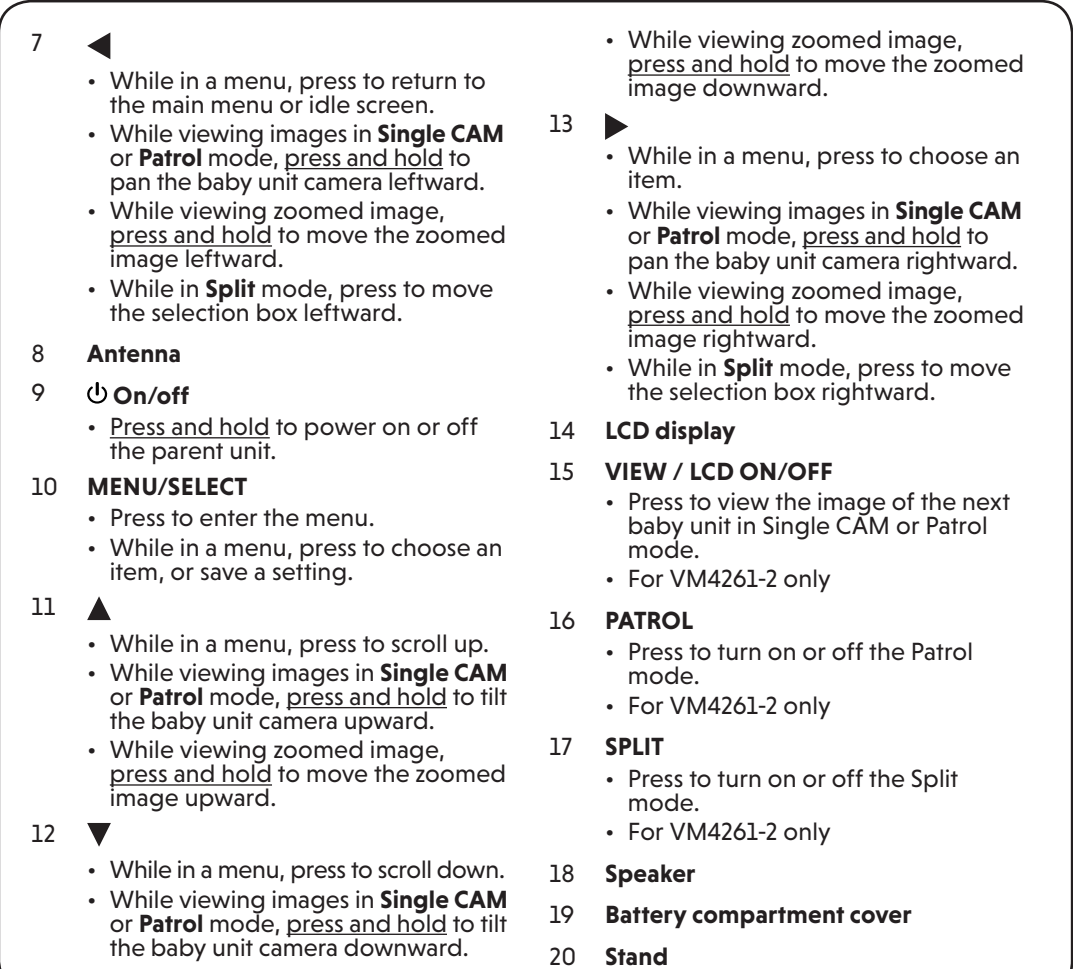 7 ◀
• While in a menu, press to return to
the main menu or idle screen.
• While viewing images in Single CAM
or Patrol mode, press and hold to
pan the baby unit camera leftward.
• While viewing zoomed image,
press and hold to move the zoomed
image leftward.
• While in Split mode, press to move
the selection box leftward.
8 Antenna
9 ⏻ On/off
• Press and hold to power on or off
the parent unit.
10 MENU/SELECT
• Press to enter the menu.
• While in a menu, press to choose an
item, or save a setting.
11 ▲
• While in a menu, press to scroll up.
• While viewing images in Single CAM
or Patrol mode, press and hold to tilt
the baby unit camera upward.
• While viewing zoomed image,
press and hold to move the zoomed
image upward.
12 ▼
• While in a menu, press to scroll down.
• While viewing images in Single CAM
or Patrol mode, press and hold to tilt
the baby unit camera downward.
• While viewing zoomed image,
press and hold to move the zoomed
image downward.
13 ▶
• While in a menu, press to choose an
item.
• While viewing images in Single CAM
or Patrol mode, press and hold to
pan the baby unit camera rightward.
• While viewing zoomed image,
press and hold to move the zoomed
image rightward.
• While in Split mode, press to move
the selection box rightward.
14 LCD display
15 VIEW / LCD ON/OFF
• Press to view the image of the next
baby unit in Single CAM or Patrol
mode.
• For VM4261-2 only
16 PATROL
• Press to turn on or off the Patrol
mode.
• For VM4261-2 only
17 SPLIT
• Press to turn on or off the Split
mode.
• For VM4261-2 only
18 Speaker
19 Battery compartment cover
20 Stand